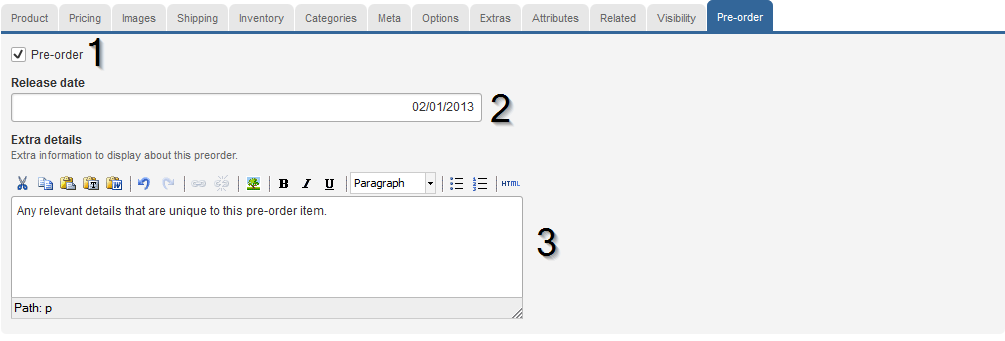 Product Pricing Images Shipping Inventory Categories Meta Options Extras Attributes Related Visibility Pre-order
Pre-order 1
Release date
02/01/2013 2
Extra details
Extra information to display about this preorder.
B I U Paragraph HTML
Any relevant details that are unique to this pre-order item.
3
Path: p